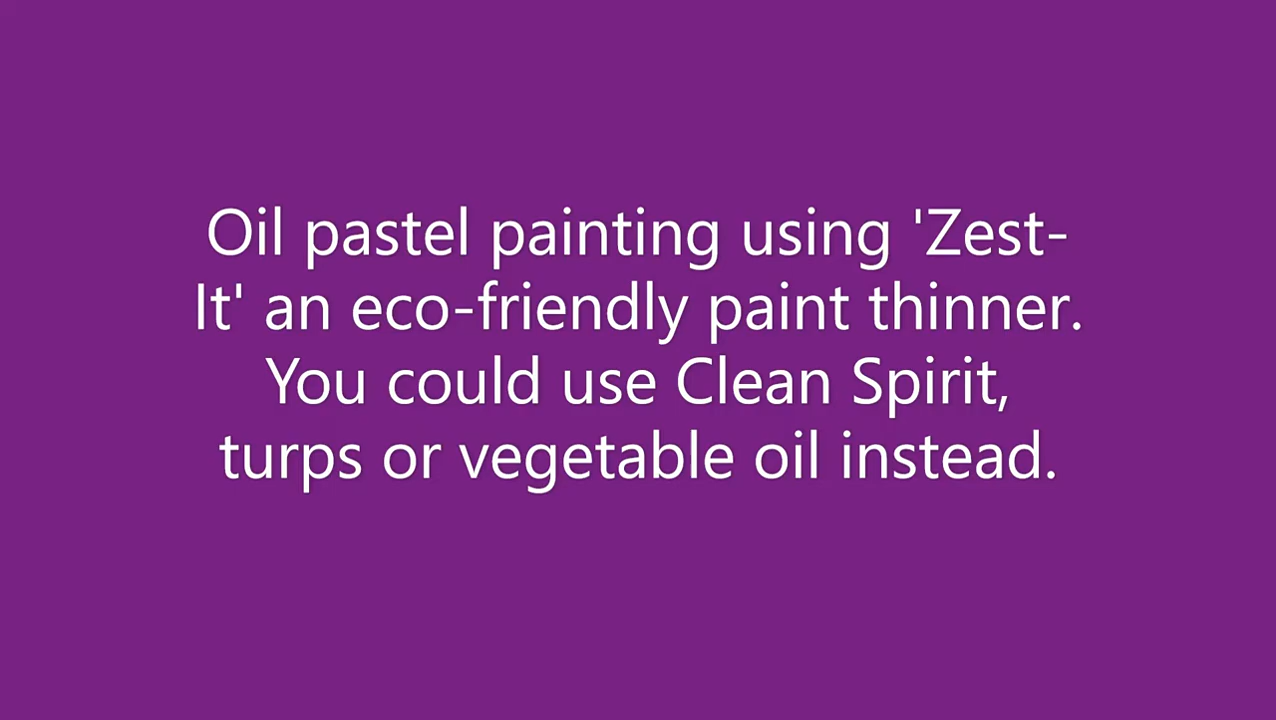 Oil pastel painting using 'Zest-
It' an eco-friendly paint thinner.
You could use Clean Spirit,
turps or vegetable oil instead.